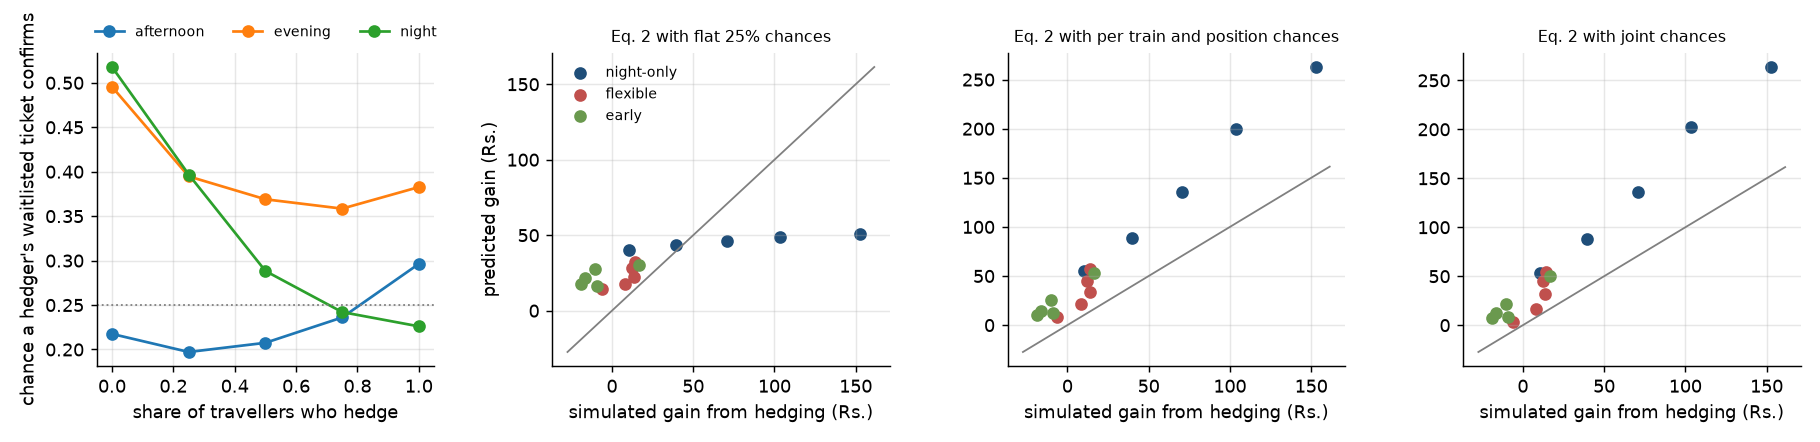 afternoon evening night
chance a hedger's waitlisted ticket confirms
0.50
0.45
0.40
0.35
0.30
0.25
0.20
0.0 0.2 0.4 0.6 0.8 1.0
share of travellers who hedge
Eq. 2 with flat 25% chances
night-only
flexible
early
predicted gain (Rs.)
150
100
50
0
0 50 100 150
simulated gain from hedging (Rs.)
Eq. 2 with per train and position chances
250
200
150
100
50
0
0 50 100 150
simulated gain from hedging (Rs.)
Eq. 2 with joint chances
250
200
150
100
50
0
0 50 100 150
simulated gain from hedging (Rs.)